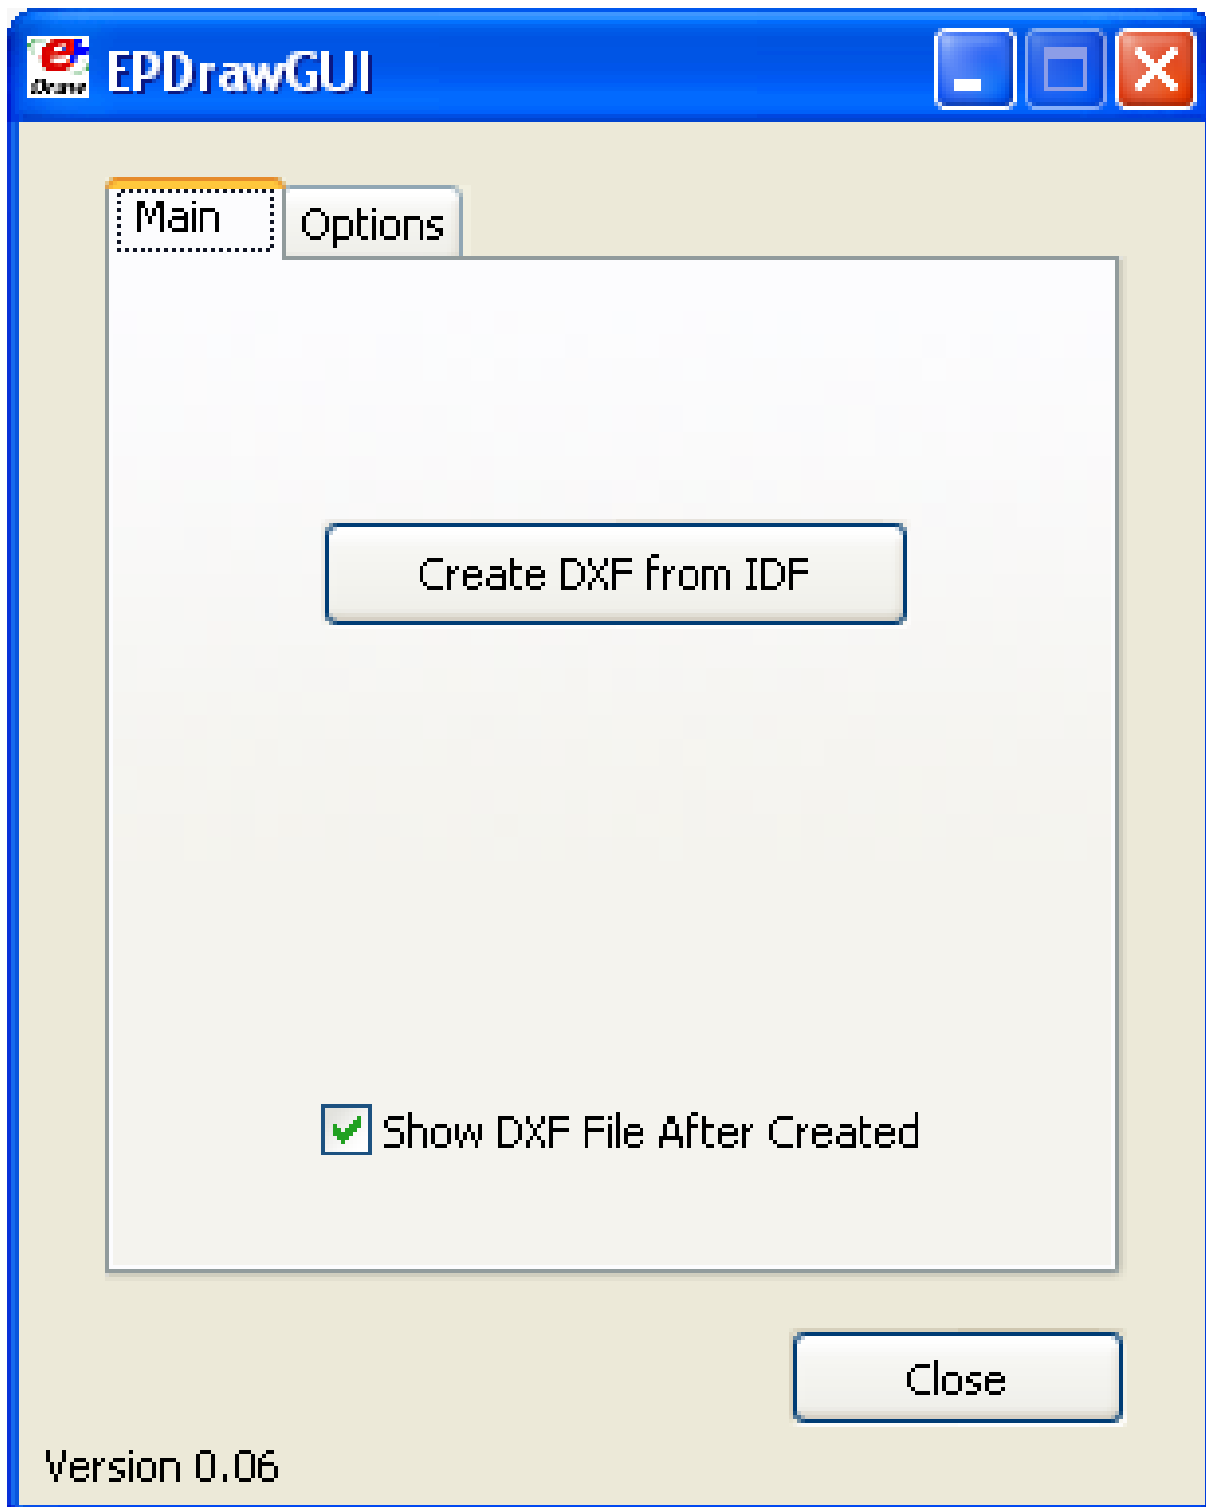 EPDrawGUI
Main
Options
Create DXF from IDF
Show DXF File After Created
Close
Version 0.06